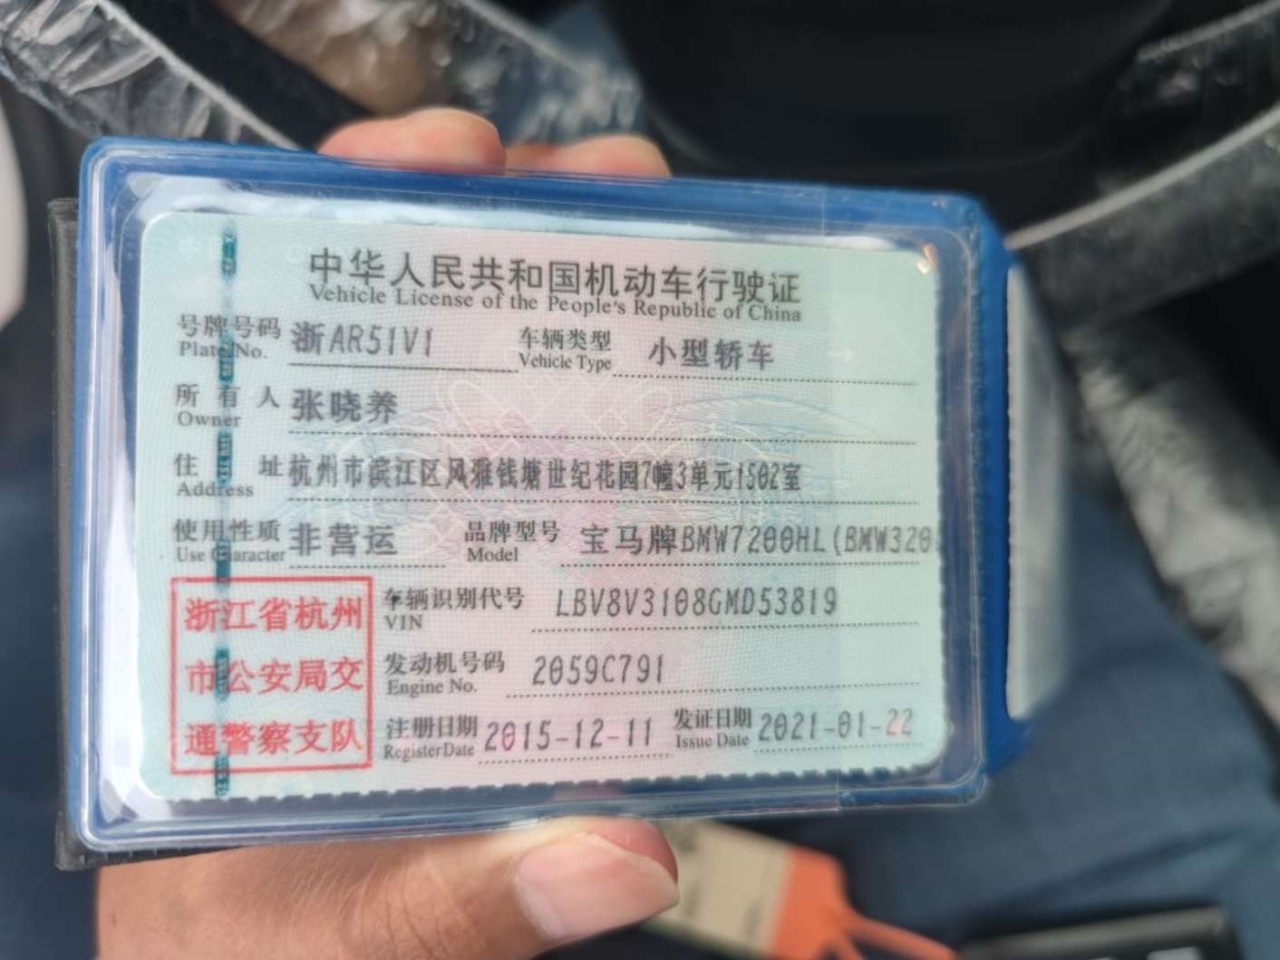 中华人民共和国机动车行驶证
Vehicle License of the People's Republic of China
号牌号码 浙AR51V1 车辆类型 小型轿车
Plate No. Vehicle Type
所有人 张晓养
Owner
住址 杭州市滨江区风雅钱塘世纪花园7幢3单元1502室
Address
使用性质 非营运 品牌型号 宝马牌BMW7200HL(BMW320
Use Character Model
浙江省杭州
市公安局交
通警察支队
车辆识别代号 LBV8V3108GMD53819
VIN
发动机号码 2059C791
Engine No.
注册日期 2015-12-11 发证日期 2021-01-22
Register Date Issue Date